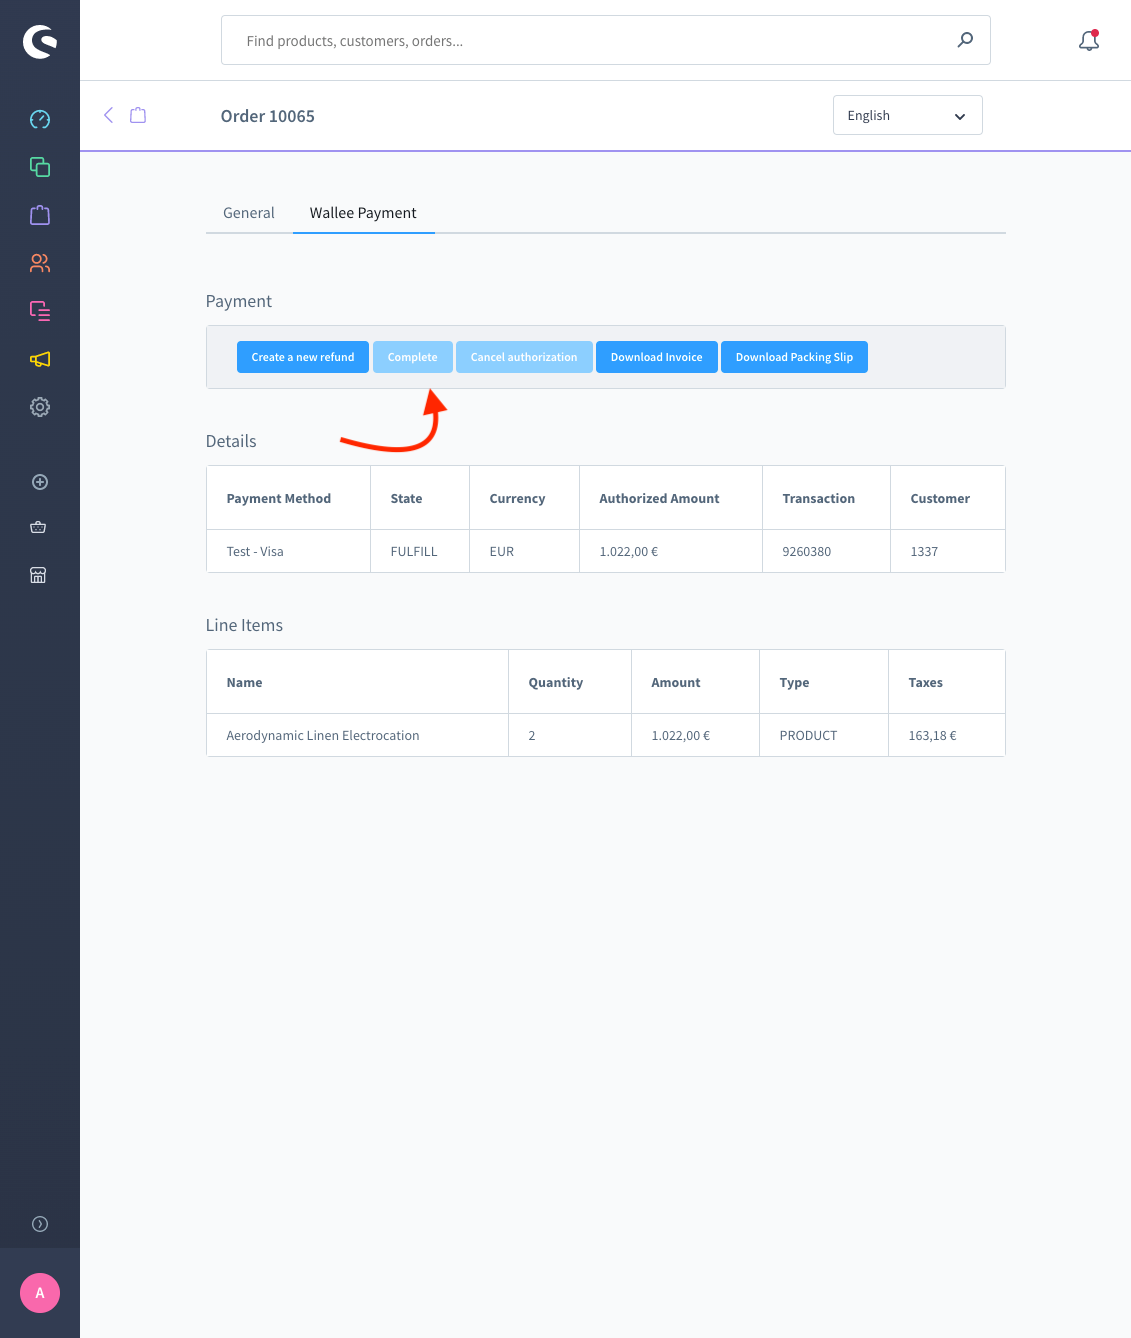 Find products, customers, orders...
Order 10065
English
General
Wallee Payment
Payment
Create a new refund
Complete
Cancel authorization
Download Invoice
Download Packing Slip
Details
Payment Method State Currency Authorized Amount Transaction Customer
Test - Visa FULFILL EUR 1.022,00 € 9260380 1337
Line Items
Name Quantity Amount Type Taxes
Aerodynamic Linen Electrocation 2 1.022,00 € PRODUCT 163,18 €
A